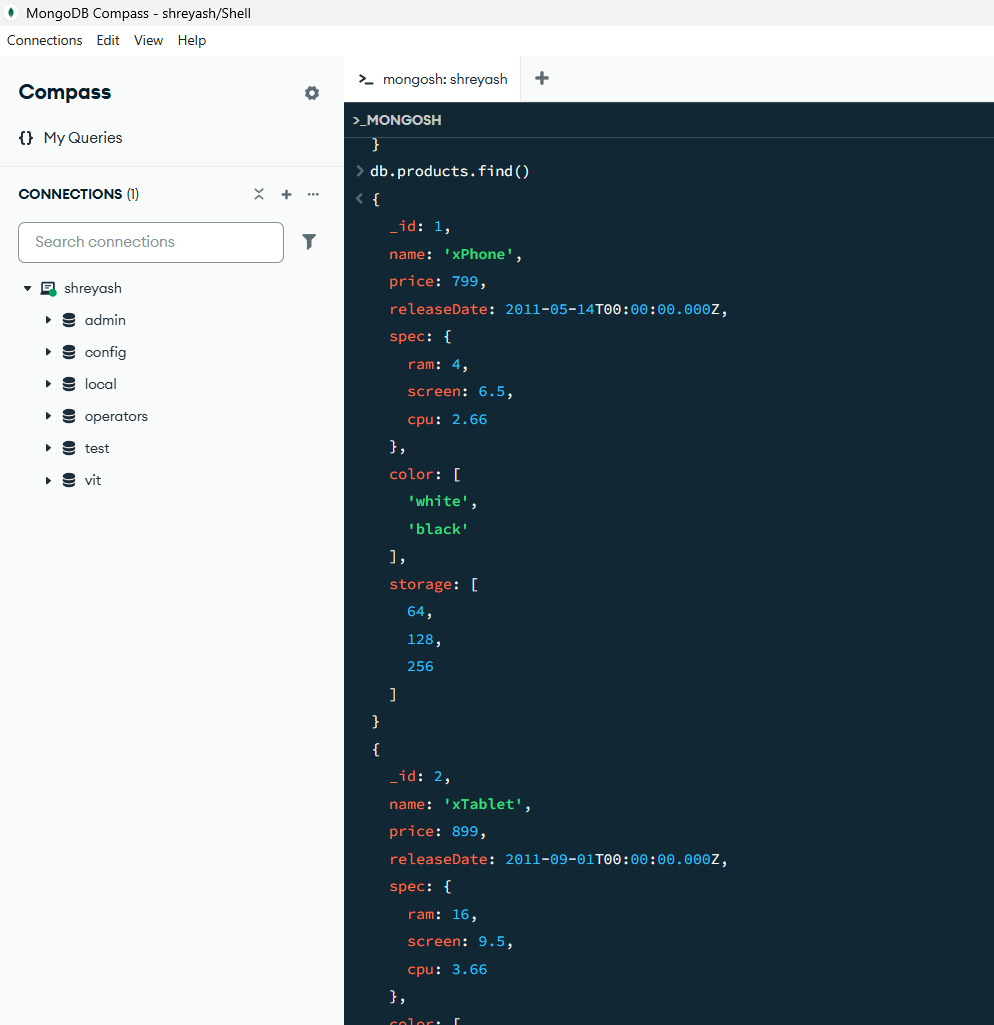 MongoDB Compass - shreyash/Shell
Connections Edit View Help
Compass
{} My Queries
CONNECTIONS (1)
Search connections
shreyash
admin
config
local
operators
test
vit
>_ mongosh: shreyash
>_MONGOSH
}
> db.products.find()
< {
_id: 1,
name: 'xPhone',
price: 799,
releaseDate: 2011-05-14T00:00:00.000Z,
spec: {
ram: 4,
screen: 6.5,
cpu: 2.66
},
color: [
'white',
'black'
],
storage: [
64,
128,
256
]
}
{
_id: 2,
name: 'xTablet',
price: 899,
releaseDate: 2011-09-01T00:00:00.000Z,
spec: {
ram: 16,
screen: 9.5,
cpu: 3.66
},
color: [